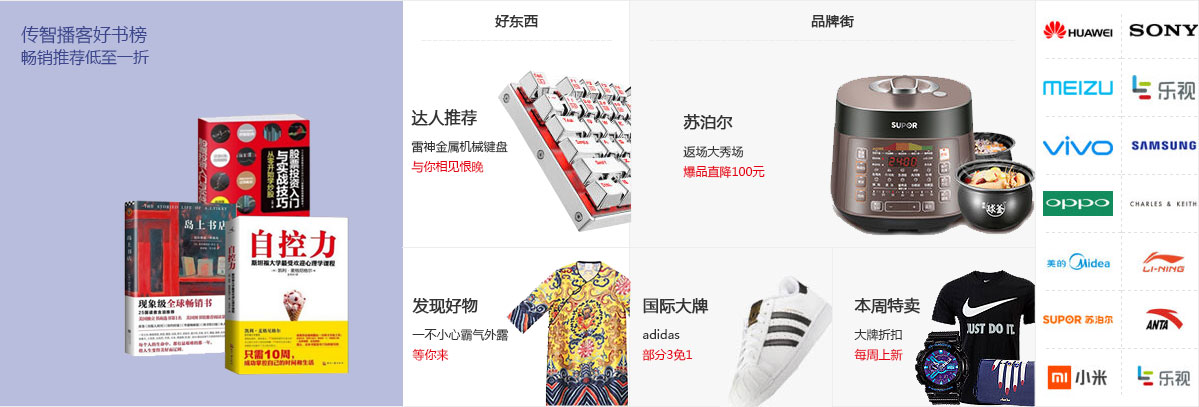 传智播客好书榜
畅销推荐低至一折
股票投资入门
与实战技巧
从零开始学炒股
THE STORIED LIFE OF A.J.FIKRY
岛上书店
现象级全球畅销书
自控力
斯坦福大学最受欢迎心理学课程
只需10周,
成功掌控自己的时间和生活
好东西
达人推荐
雷神金属机械键盘
与你相见恨晚
发现好物
一不小心霸气外露
等你来
品牌街
苏泊尔
返场大秀场
爆品直降100元
SUPOR
国际大牌
adidas
部分3免1
本周特卖
大牌折扣
每周上新
JUST DO IT.
HUAWEI
SONY
MEIZU
乐视
vivo
SAMSUNG
oppo
CHARLES & KEITH
美的 Midea
LI-NING
SUPOR 苏泊尔
ANTA
小米
乐视